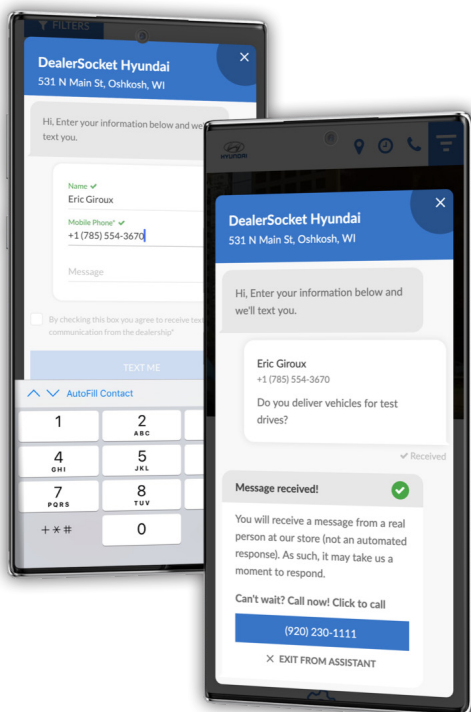 FILTERS
DealerSocket Hyundai
531 N Main St, Oshkosh, WI
Hi, Enter your information below and we'll
text you.
Name ✔
Eric Giroux
Mobile Phone* ✔
+1 (785) 554-3670
Message
By checking this box you agree to receive text
communication from the dealership*
TEXT ME
AutoFill Contact
1
2
ABC
4
GHI
5
JKL
7
PQRS
8
TUV
+*#
0
HYUNDAI
DealerSocket Hyundai
531 N Main St, Oshkosh, WI
Hi, Enter your information below and
we'll text you.
Eric Giroux
+1 (785) 554-3670
Do you deliver vehicles for test
drives?
✔ Received
Message received!
You will receive a message from a real
person at our store (not an automated
response). As such, it may take us a
moment to respond.
Can't wait? Call now! Click to call
(920) 230-1111
× EXIT FROM ASSISTANT